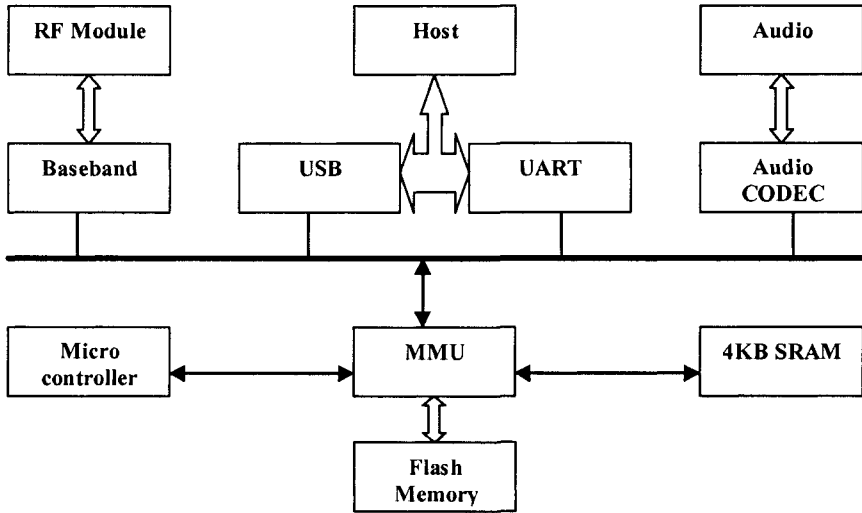 RF Module
Host
Audio
Baseband
USB
UART
Audio
CODEC
Micro
controller
MMU
4KB SRAM
Flash
Memory